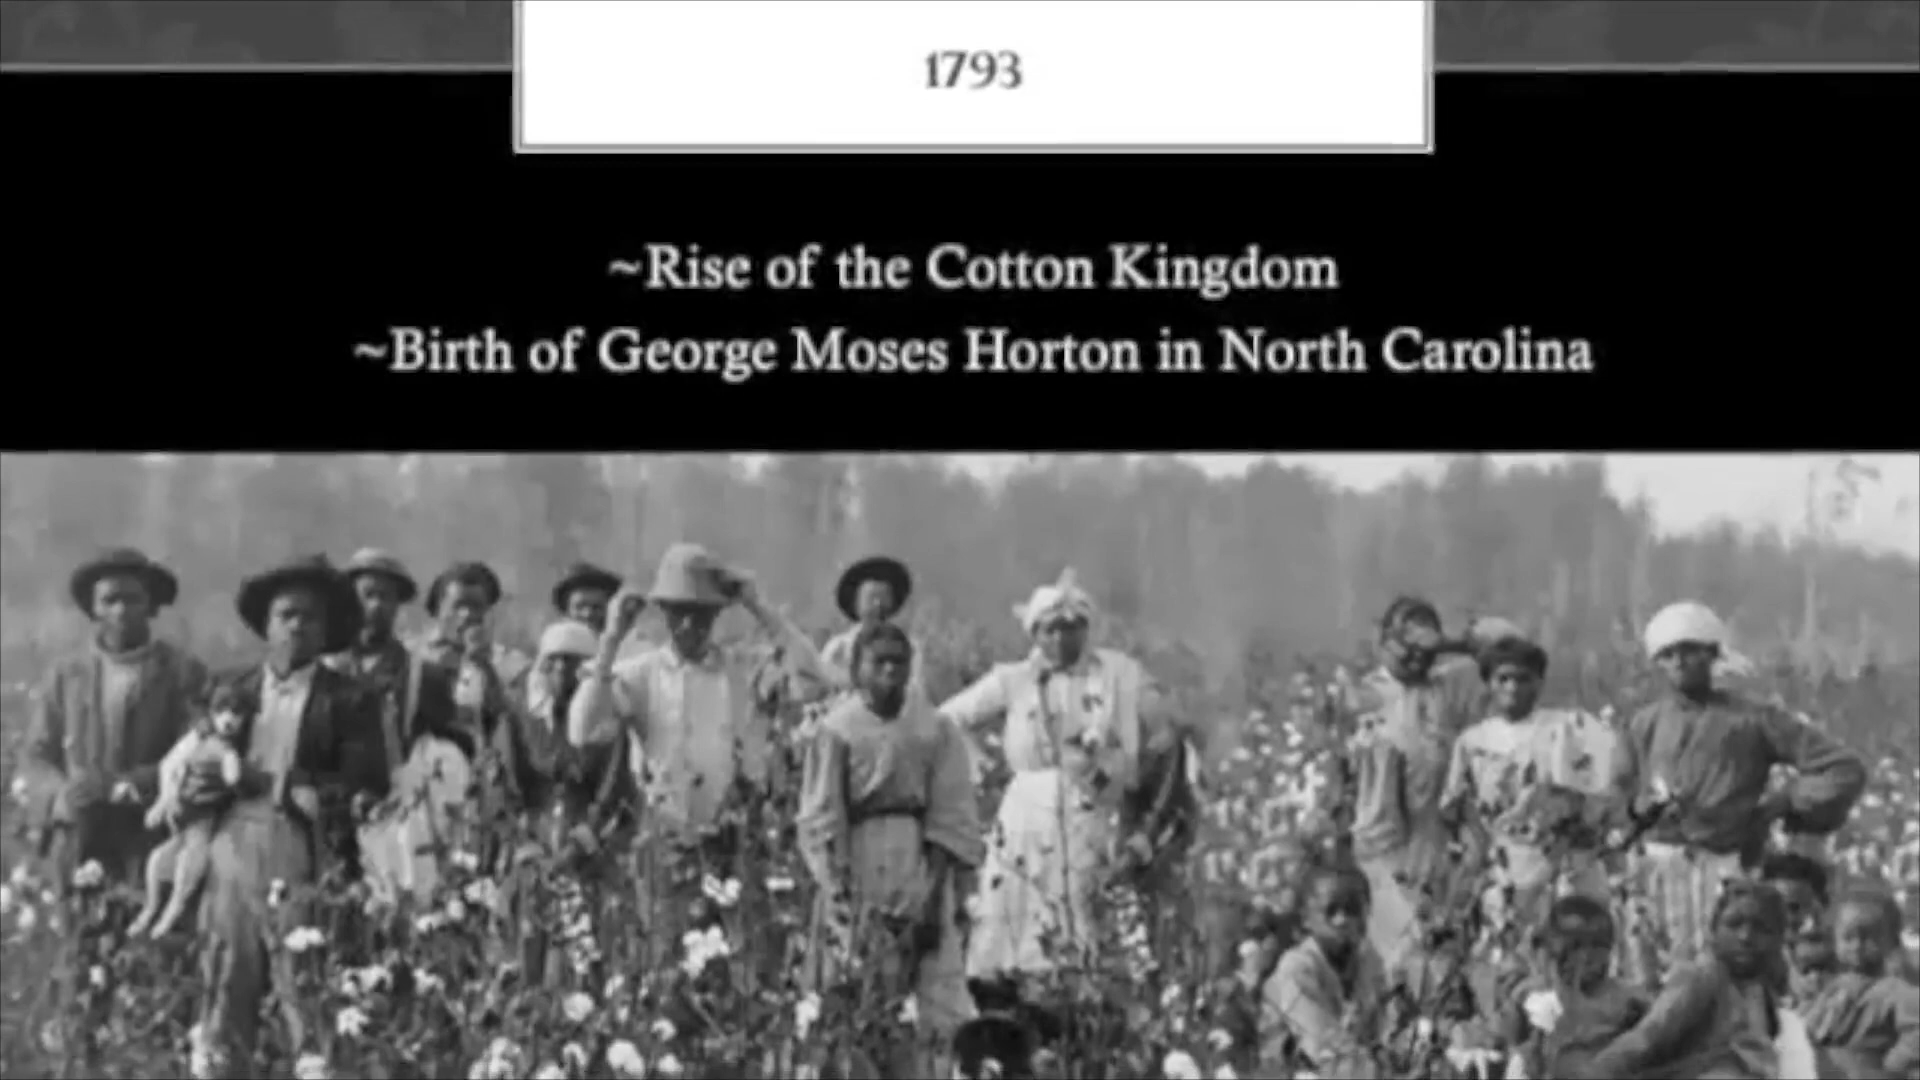 1793
~Rise of the Cotton Kingdom
~Birth of George Moses Horton in North Carolina